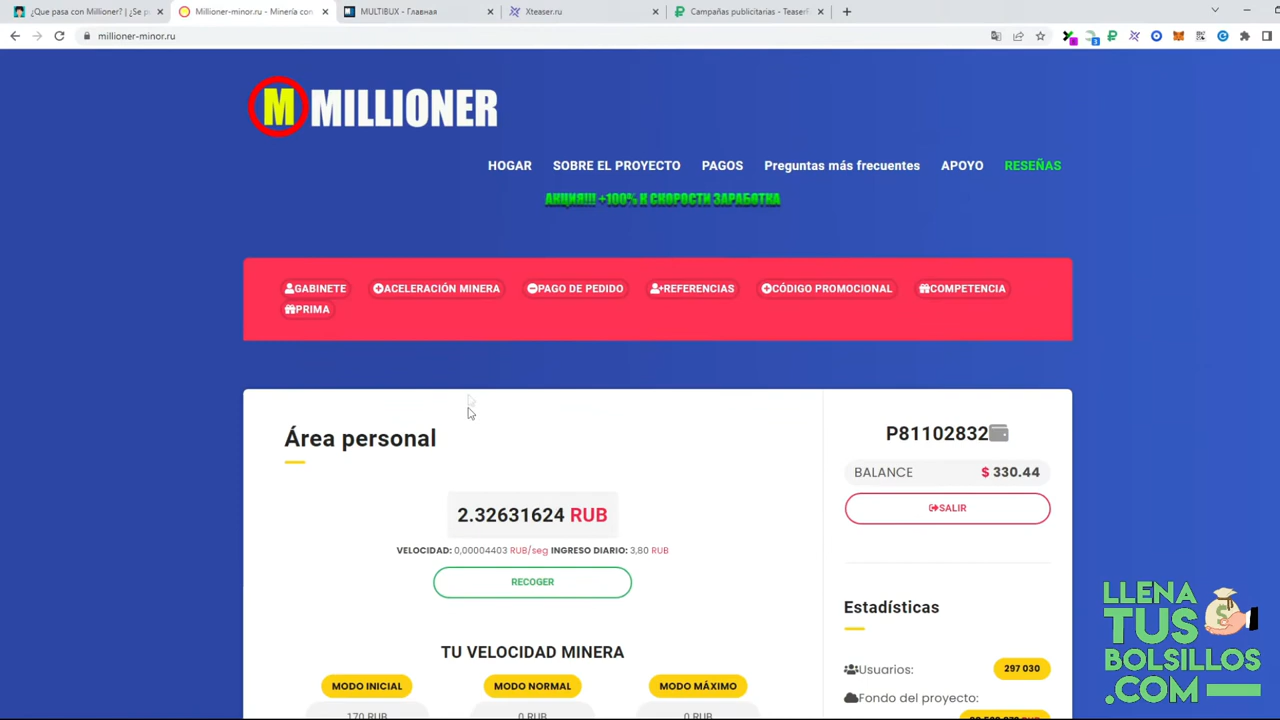 ¿Que pasa con Millioner? | ¿Se p
Millioner-minor.ru - Minería con
MULTIBUX - Главная
Xteaser.ru
Campañas publicitarias - Teaser
millioner-minor.ru
M MILLIONER
HOGAR SOBRE EL PROYECTO PAGOS Preguntas más frecuentes APOYO RESEÑAS
АКЦИЯ!!! +100% К СКОРОСТИ ЗАРАБОТКА
GABINETE ACELERACIÓN MINERA PAGO DE PEDIDO REFERENCIAS CÓDIGO PROMOCIONAL COMPETENCIA
PRIMA
Área personal
2.32631624 RUB
VELOCIDAD: 0,00004403 RUB/seg INGRESO DIARIO: 3,80 RUB
RECOGER
TU VELOCIDAD MINERA
MODO INICIAL MODO NORMAL MODO MÁXIMO
170 RUB 0 RUB 0 RUB
P81102832
BALANCE $ 330.44
SALIR
Estadísticas
Usuarios: 297 030
Fondo del proyecto:
LLENA
TUS
BOLSILLOS
.COM